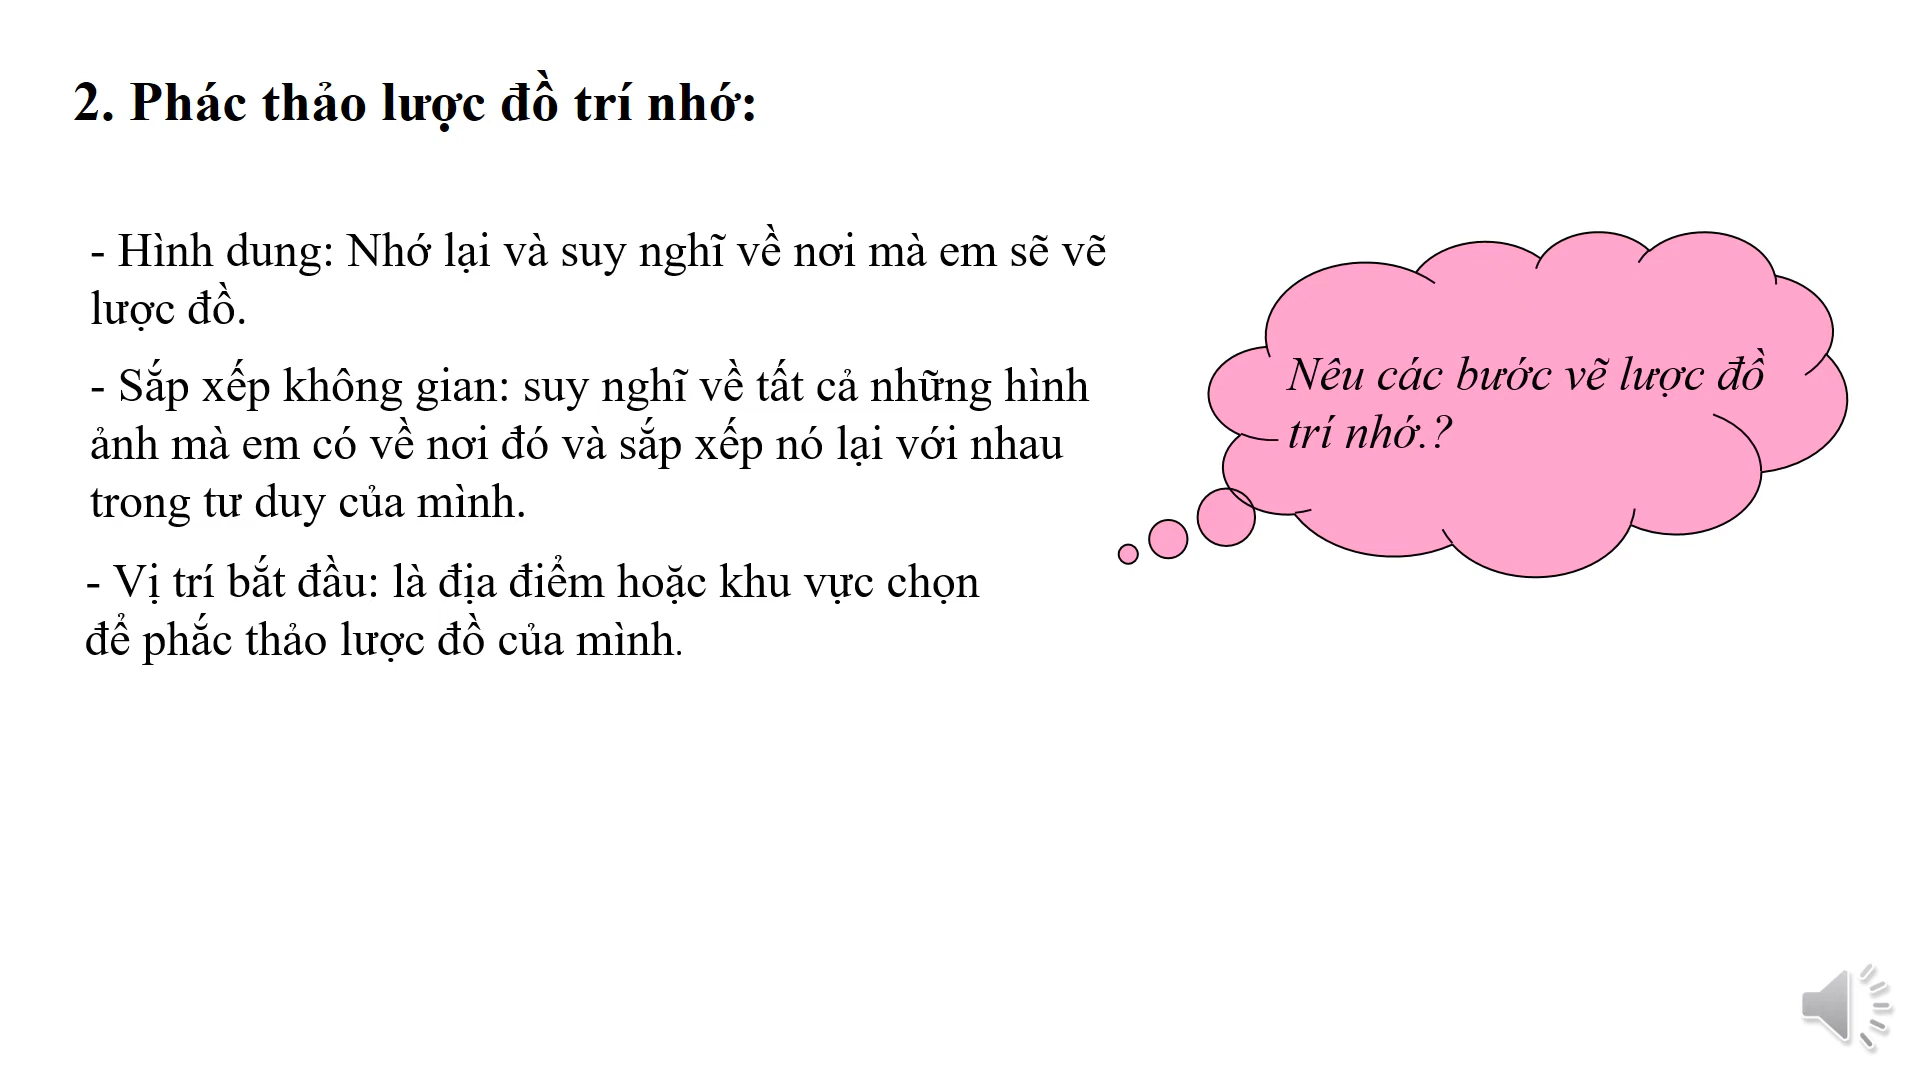 2. Phác thảo lược đồ trí nhớ:
- Hình dung: Nhớ lại và suy nghĩ về nơi mà em sẽ vẽ
lược đồ.
- Sắp xếp không gian: suy nghĩ về tất cả những hình
ảnh mà em có về nơi đó và sắp xếp nó lại với nhau
trong tư duy của mình.
- Vị trí bắt đầu: là địa điểm hoặc khu vực chọn
để phắc thảo lược đồ của mình.
Nêu các bước vẽ lược đồ
trí nhớ.?